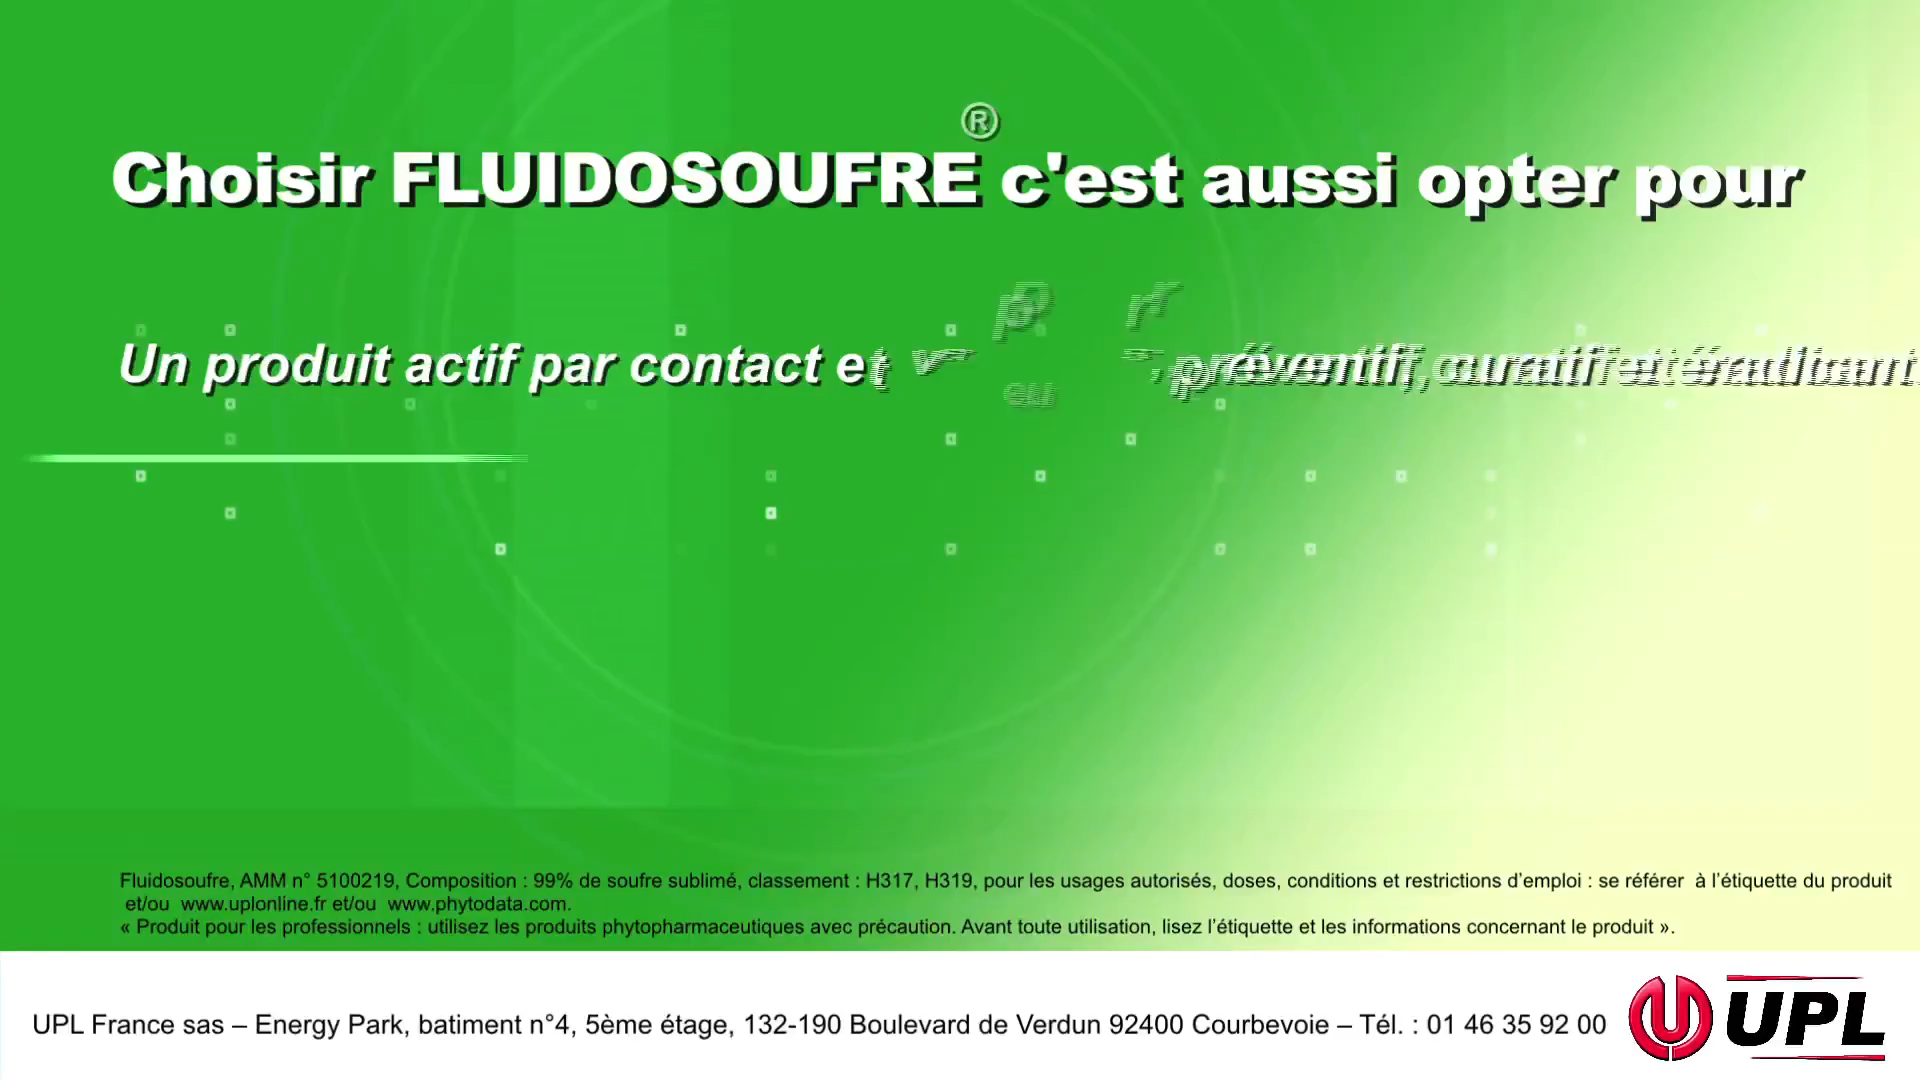 Choisir FLUIDOSOUFRE® c'est aussi opter pour
Un produit actif par contact et préventif, curatif et éradicant
Fluidosoufre, AMM n° 5100219, Composition : 99% de soufre sublimé, classement : H317, H319, pour les usages autorisés, doses, conditions et restrictions d’emploi : se référer à l’étiquette du produit
et/ou www.uplonline.fr et/ou www.phytodata.com.
« Produit pour les professionnels : utilisez les produits phytopharmaceutiques avec précaution. Avant toute utilisation, lisez l’étiquette et les informations concernant le produit ».
UPL France sas – Energy Park, batiment n°4, 5ème étage, 132-190 Boulevard de Verdun 92400 Courbevoie – Tél. : 01 46 35 92 00
UPL